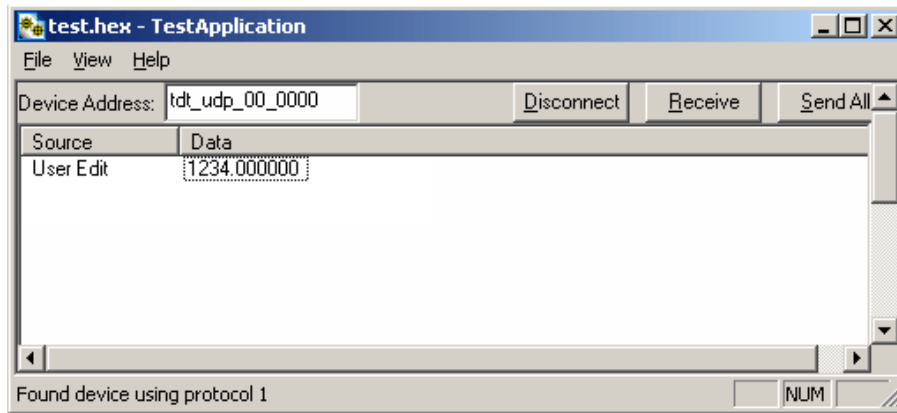 test.hex - TestApplication
File View Help
Device Address: tdt_udp_00_0000 Disconnect Receive Send All
Source Data
User Edit 1234.000000
Found device using protocol 1 NUM